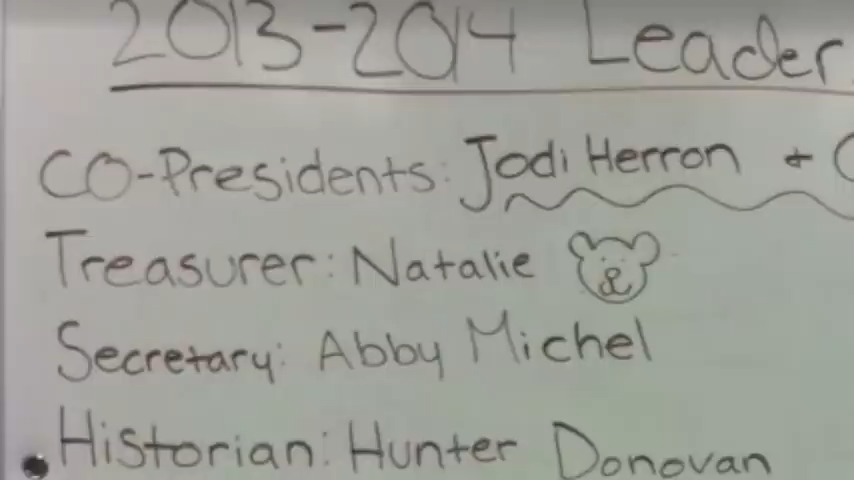 2013-2014 Leader
CO-Presidents: Jodi Herron +
Treasurer: Natalie
Secretary: Abby Michel
Historian: Hunter Donovan